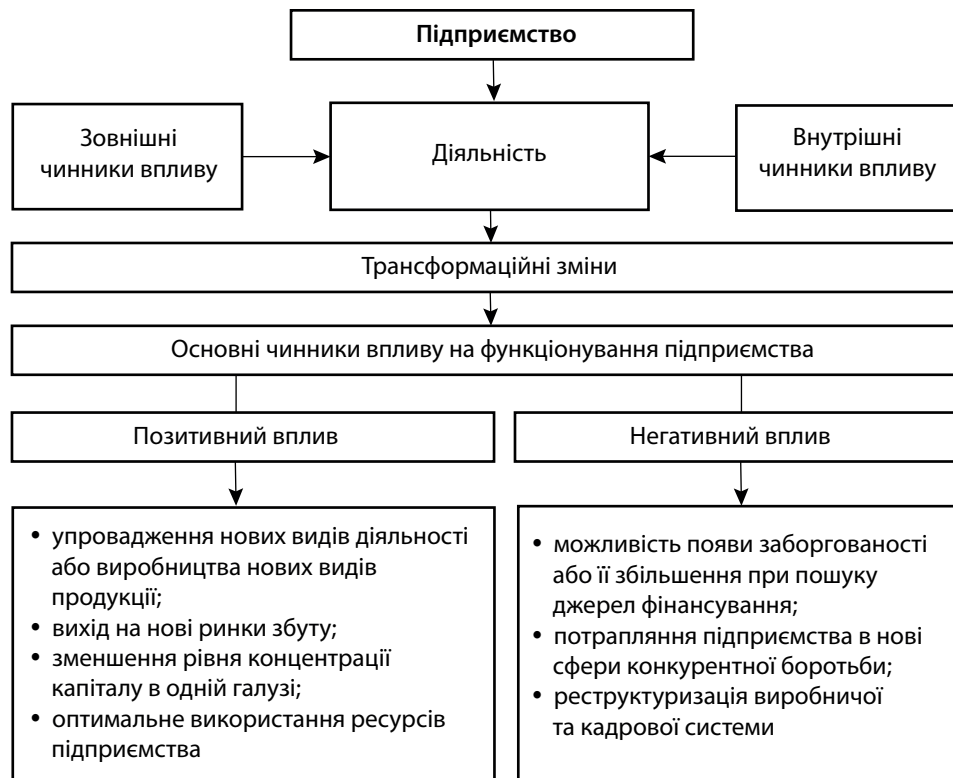 Підприємство
Зовнішні
чинники впливу
Діяльність
Внутрішні
чинники впливу
Трансформаційні зміни
Основні чинники впливу на функціонування підприємства
Позитивний вплив
Негативний вплив
• упровадження нових видів діяльності
або виробництва нових видів
продукції;
• вихід на нові ринки збуту;
• зменшення рівня концентрації
капіталу в одній галузі;
• оптимальне використання ресурсів
підприємства
• можливість появи заборгованості
або її збільшення при пошуку
джерел фінансування;
• потрапляння підприємства в нові
сфери конкурентної боротьби;
• реструктуризація виробничої
та кадрової системи